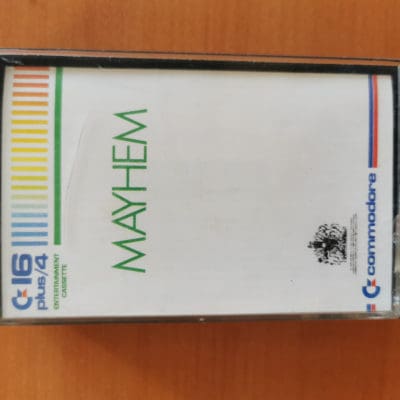 C16
plus/4
ENTERTAINMENT
CASSETTE
MAYHEM
commodore